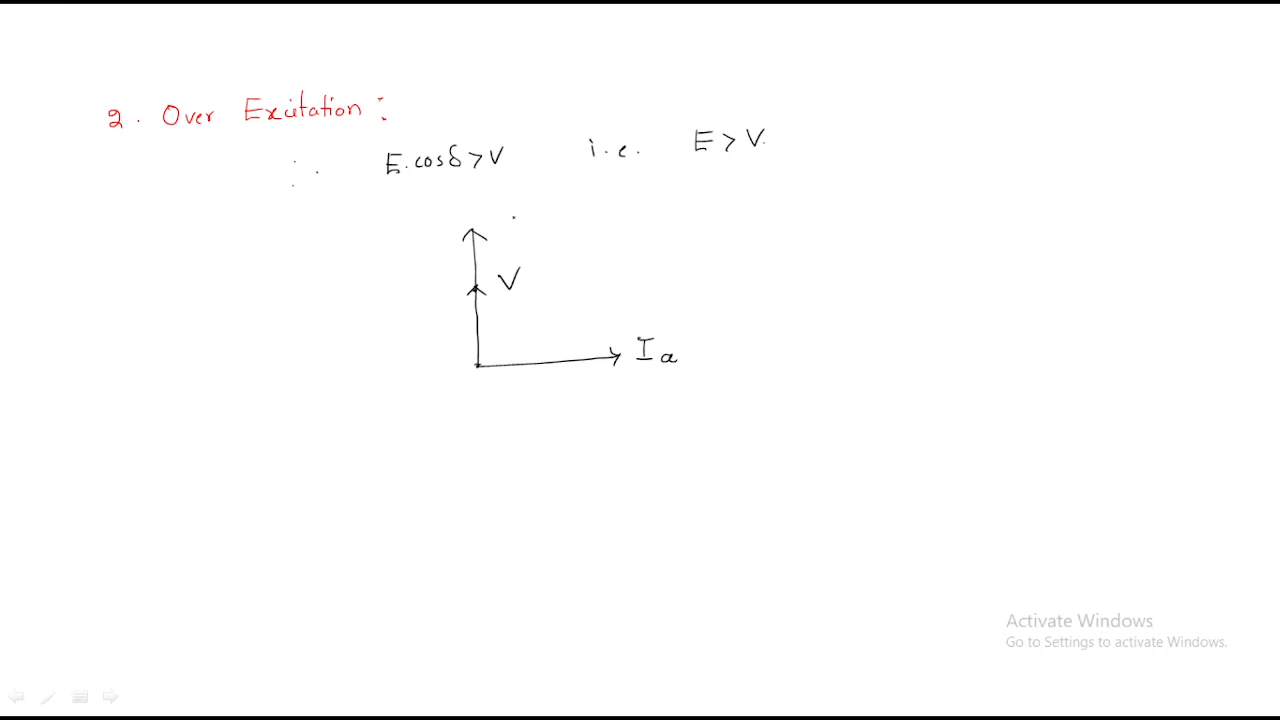 2. Over Excitation :
∴ E.cosδ > V i.e. E > V.
V
Ia
Activate Windows
Go to Settings to activate Windows.